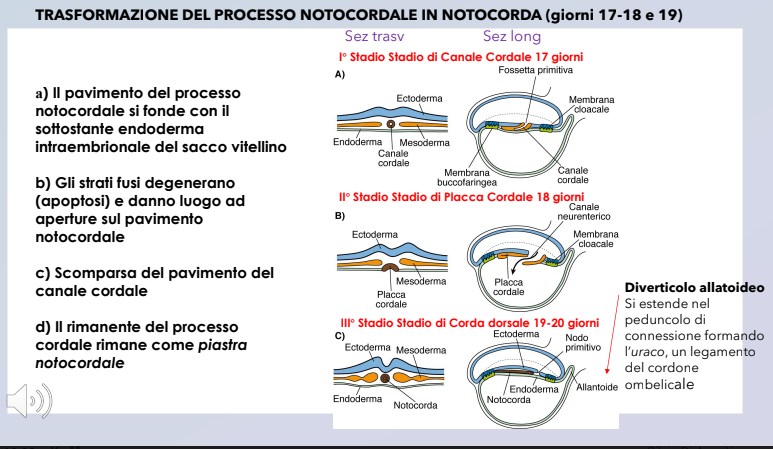 TRASFORMAZIONE DEL PROCESSO NOTOCORDALE IN NOTOCORDA (giorni 17-18 e 19)
Sez trasv
Sez long
a) Il pavimento del processo
notocordale si fonde con il
sottostante endoderma
intraembrionale del sacco vitellino
b) Gli strati fusi degenerano
(apoptosi) e danno luogo ad
aperture sul pavimento
notocordale
c) Scomparsa del pavimento del
canale cordale
d) Il rimanente del processo
cordale rimane come piastra
notocordale
I° Stadio Stadio di Canale Cordale 17 giorni
A)
Fossetta primitiva
Ectoderma
Membrana
cloacale
Endoderma
Mesoderma
Canale
cordale
Membrana
buccofaringea
Canale
cordale
II° Stadio Stadio di Placca Cordale 18 giorni
B)
Canale
neurenterico
Ectoderma
Membrana
cloacale
Mesoderma
Placca
cordale
Placca
cordale
III° Stadio Stadio di Corda dorsale 19-20 giorni
C)
Ectoderma
Nodo
primitivo
Ectoderma
Mesoderma
Endoderma
Notocorda
Endoderma
Notocorda
Allantoide
Diverticolo allatoideo
Si estende nel
peduncolo di
connessione formando
l'uraco, un legamento
del cordone
ombelicale